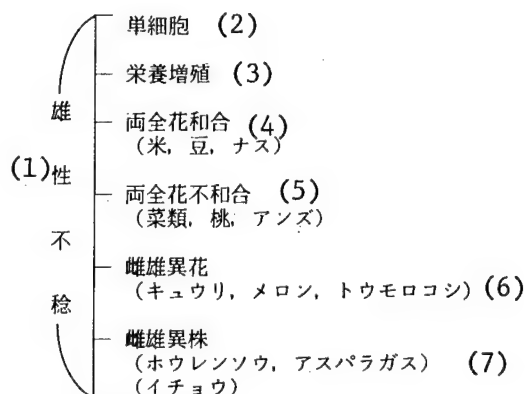 単細胞 (2)
栄養増殖 (3)
両全花和合 (4)
(米, 豆, ナス)
(1) 雄性不稔
両全花不和合 (5)
(菜類, 桃, アンズ)
雌雄異花
(キュウリ, メロン, トウモロコシ) (6)
雌雄異株
(ホウレンソウ, アスパラガス) (7)
(イチョウ)